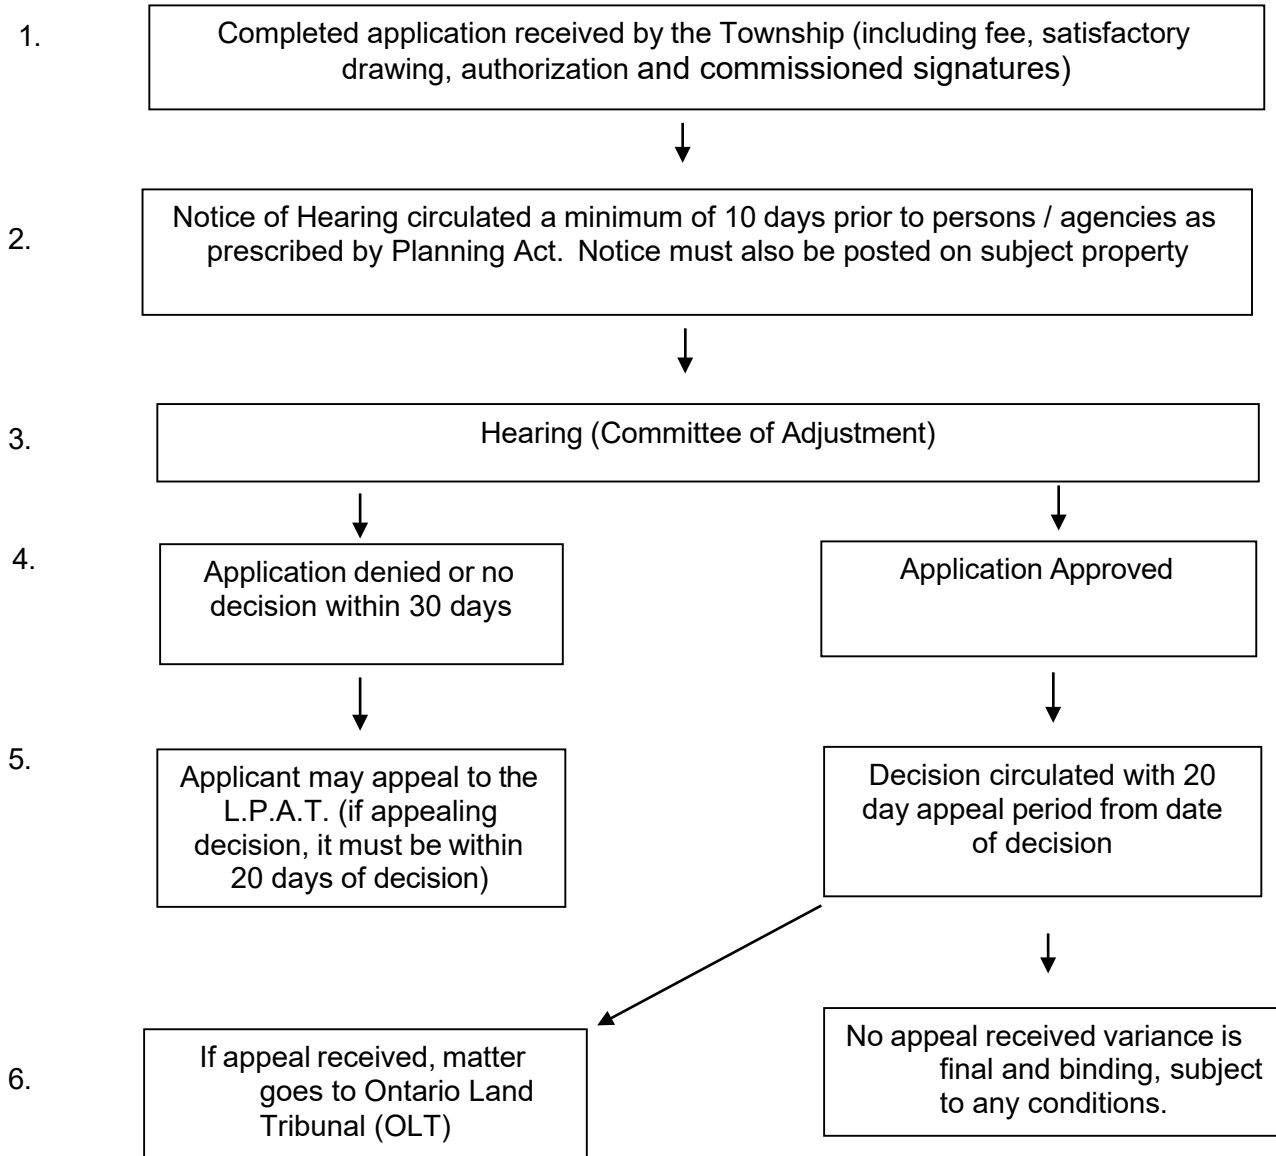 1.
Completed application received by the Township (including fee, satisfactory
drawing, authorization and commissioned signatures)
2.
Notice of Hearing circulated a minimum of 10 days prior to persons / agencies as
prescribed by Planning Act. Notice must also be posted on subject property
3.
Hearing (Committee of Adjustment)
4.
Application denied or no
decision within 30 days
Application Approved
5.
Applicant may appeal to the
L.P.A.T. (if appealing
decision, it must be within
20 days of decision)
Decision circulated with 20
day appeal period from date
of decision
6.
If appeal received, matter
goes to Ontario Land
Tribunal (OLT)
No appeal received variance is
final and binding, subject
to any conditions.